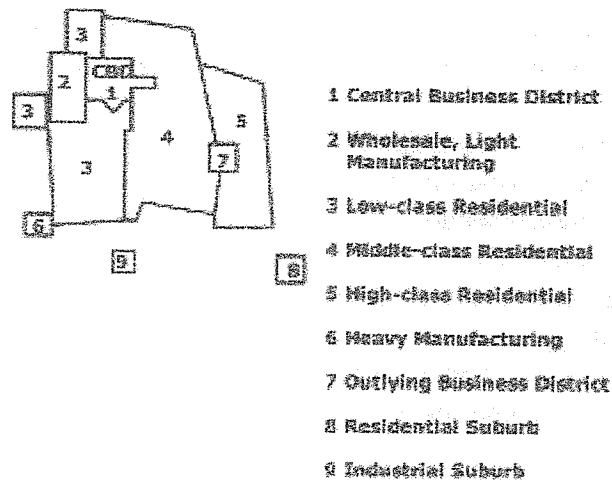 3
2
CBD
1
3
5
4
7
3
6
9
8
1 Central Business District
2 Wholesale, Light
Manufacturing
3 Low-class Residential
4 Middle-class Residential
5 High-class Residential
6 Heavy Manufacturing
7 Outlying Business District
8 Residential Suburb
9 Industrial Suburb